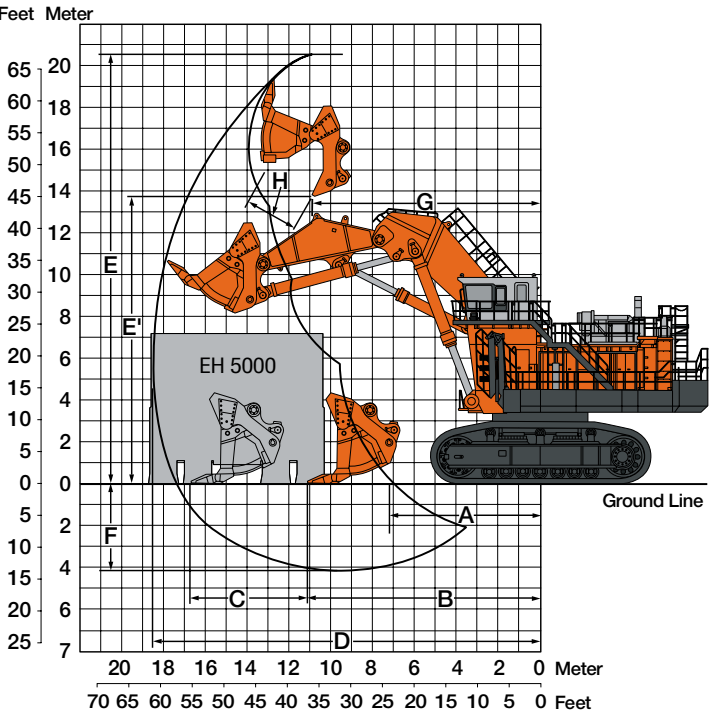 Feet Meter
65 20
60
55 18
50 16
45 14
40 12
35
30 10
25 8
20 6
15 4
10
5 2
0 0
5 2
10
15 4
20 6
25 7
E
E'
F
H
G
EH 5000
Ground Line
A
C
B
D
20 18 16 14 12 10 8 6 4 2 0 Meter
70 65 60 55 50 45 40 35 30 25 20 15 10 5 0 Feet